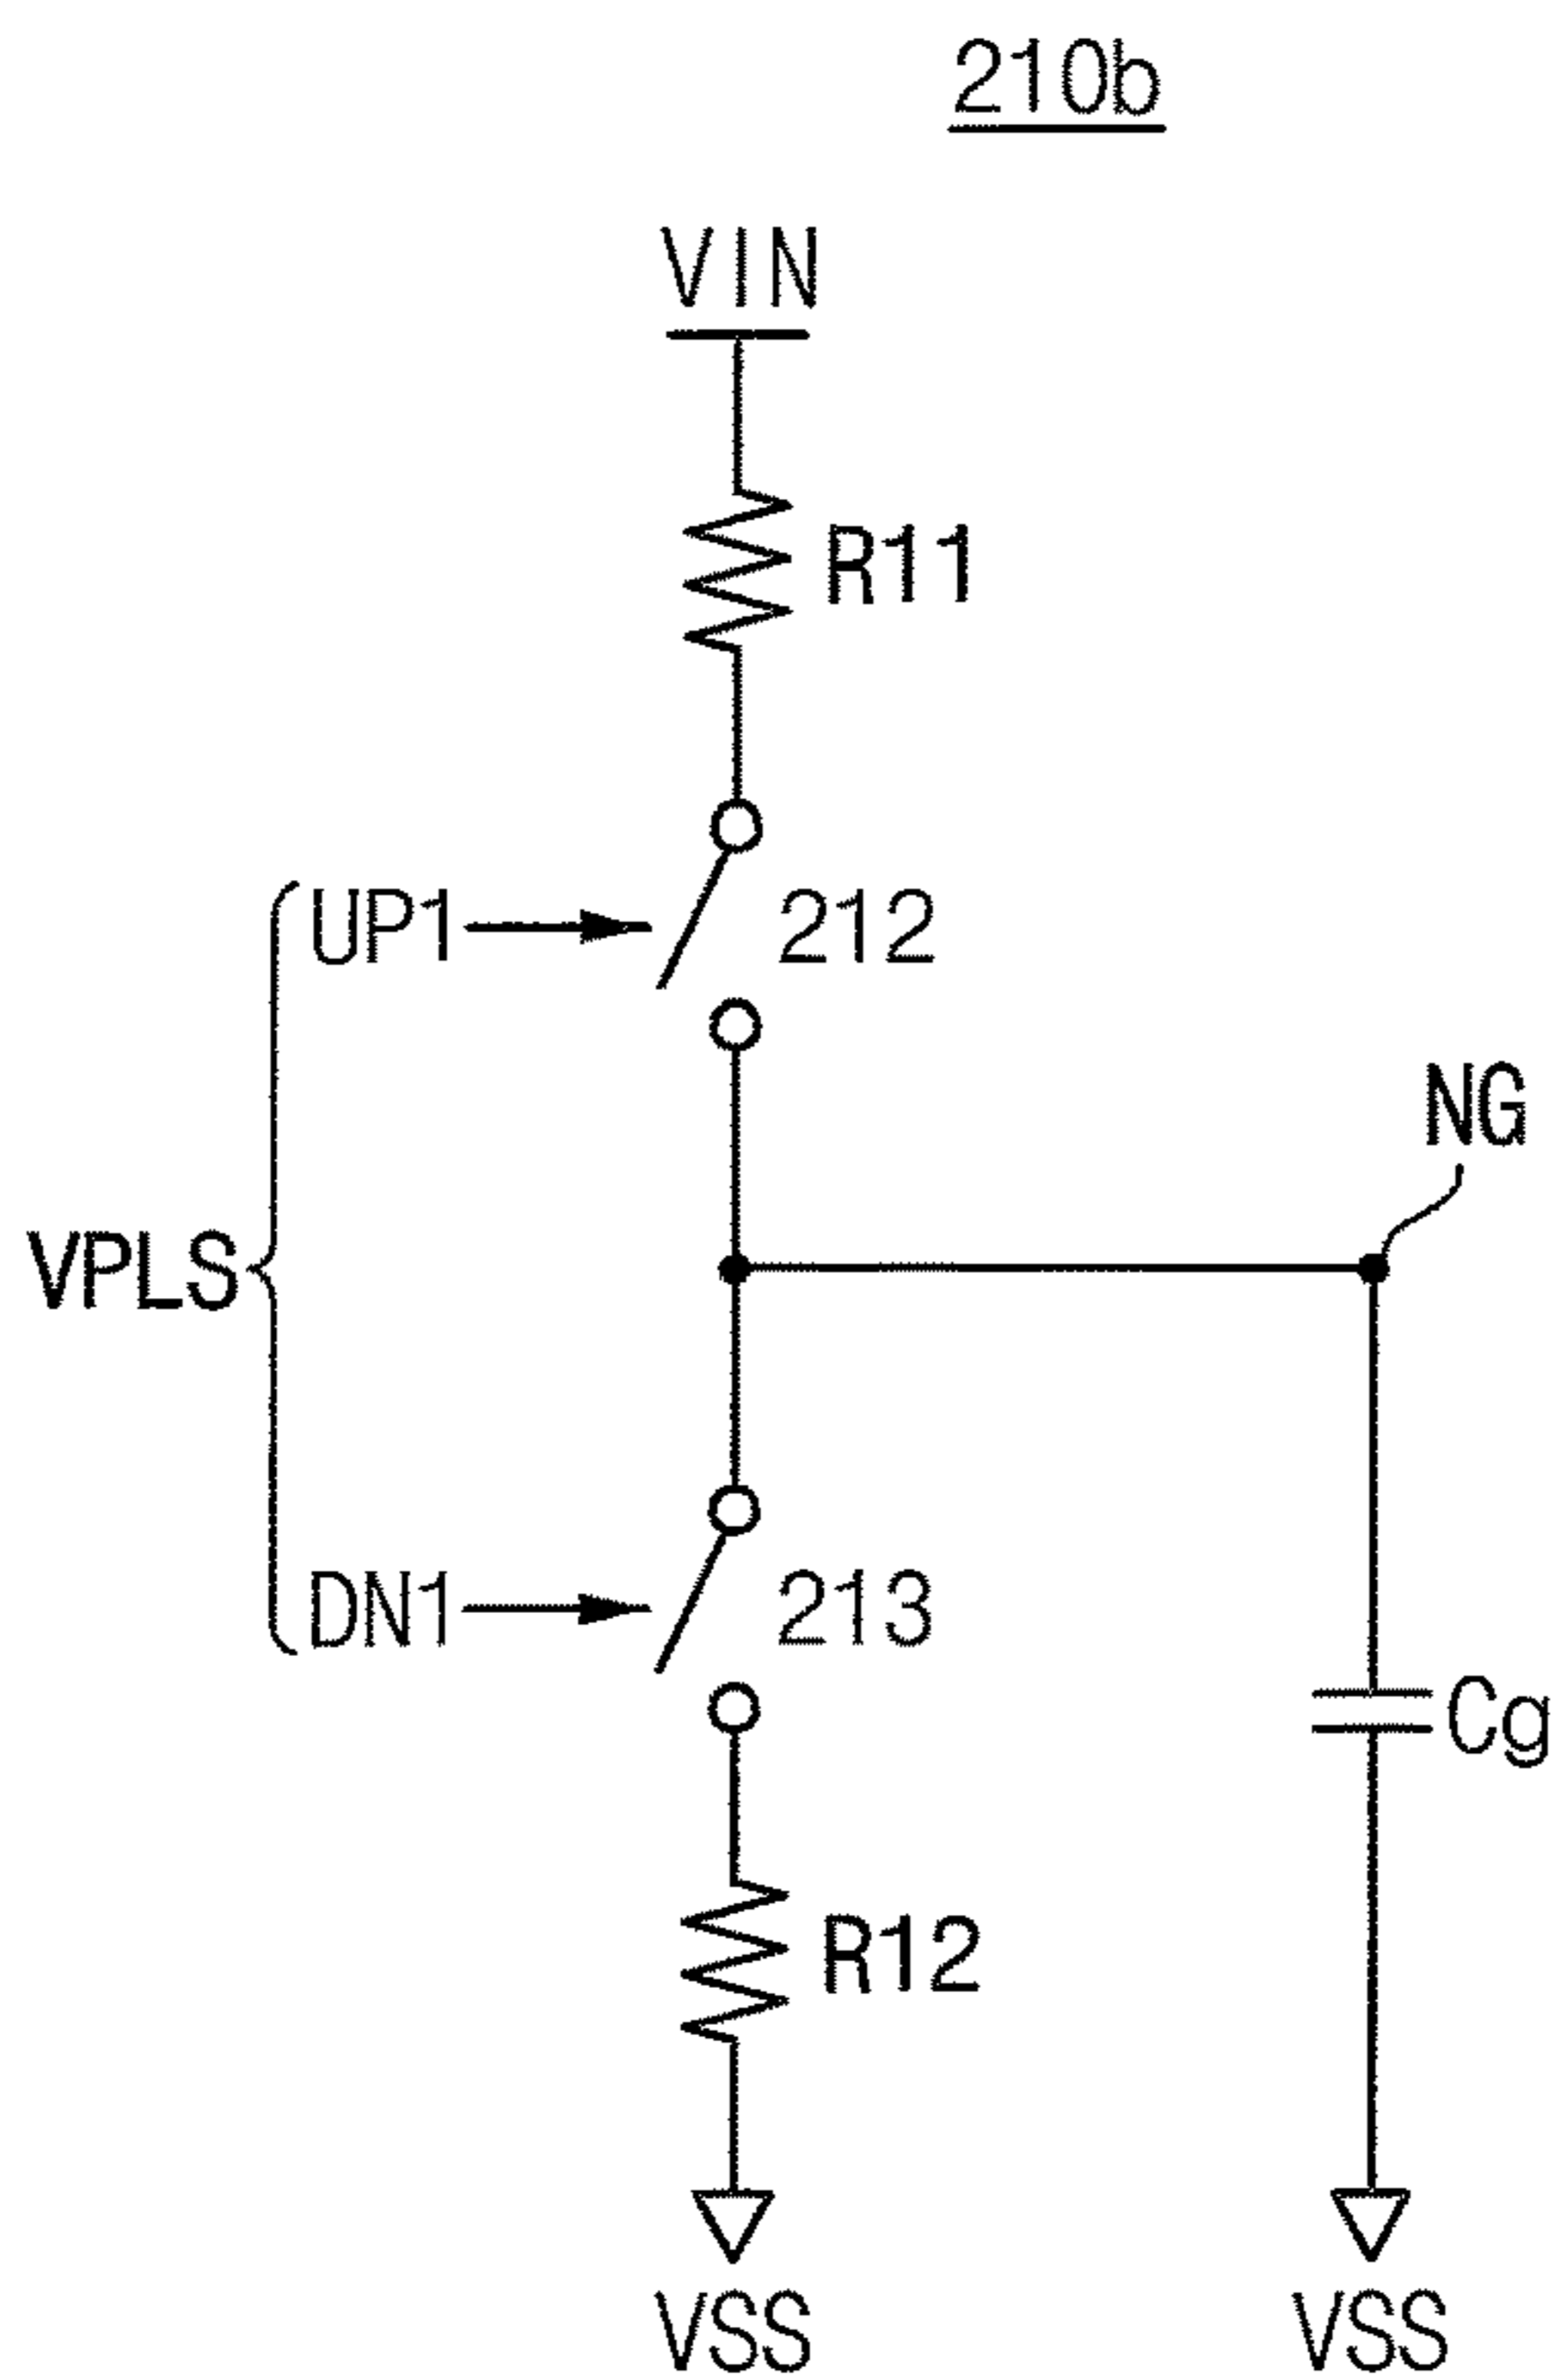 210b
VIN
R11
UP1
212
NG
VPLS
DN1
213
Cg
R12
VSS
VSS